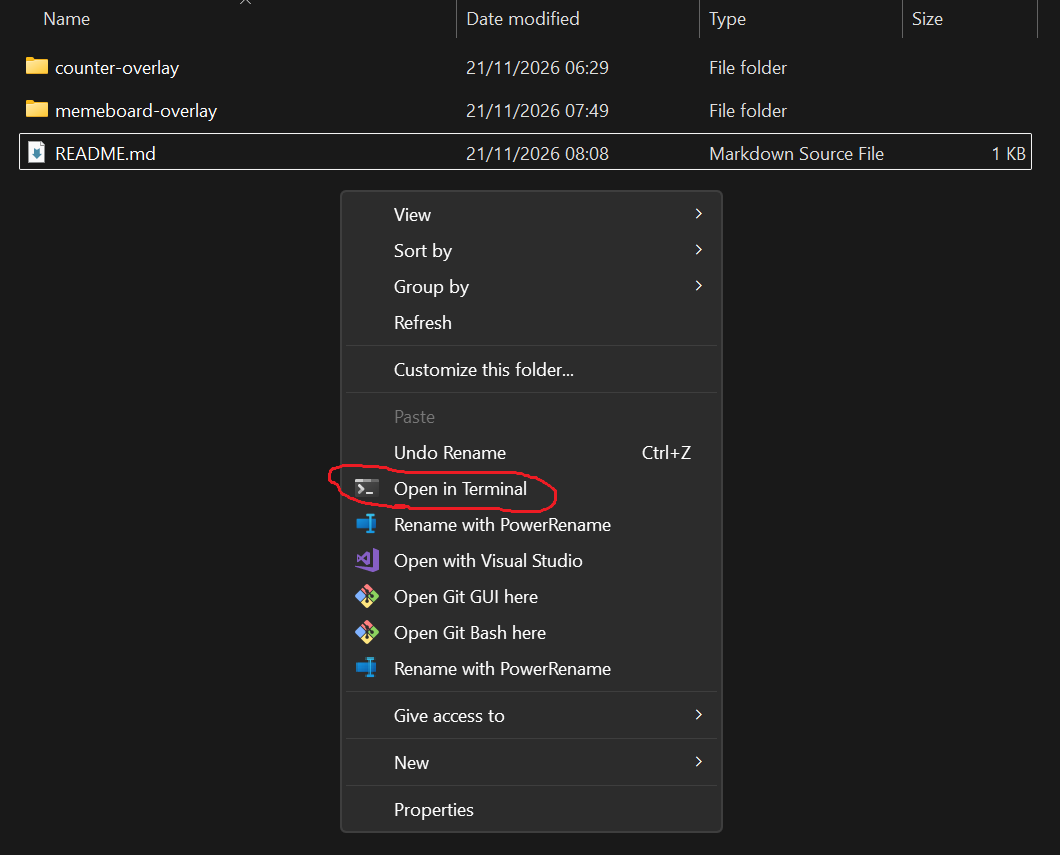 Name Date modified Type Size
counter-overlay 21/11/2026 06:29 File folder
memeboard-overlay 21/11/2026 07:49 File folder
README.md 21/11/2026 08:08 Markdown Source File 1 KB
View
Sort by
Group by
Refresh
Customize this folder...
Paste
Undo Rename Ctrl+Z
Open in Terminal
Rename with PowerRename
Open with Visual Studio
Open Git GUI here
Open Git Bash here
Rename with PowerRename
Give access to
New
Properties